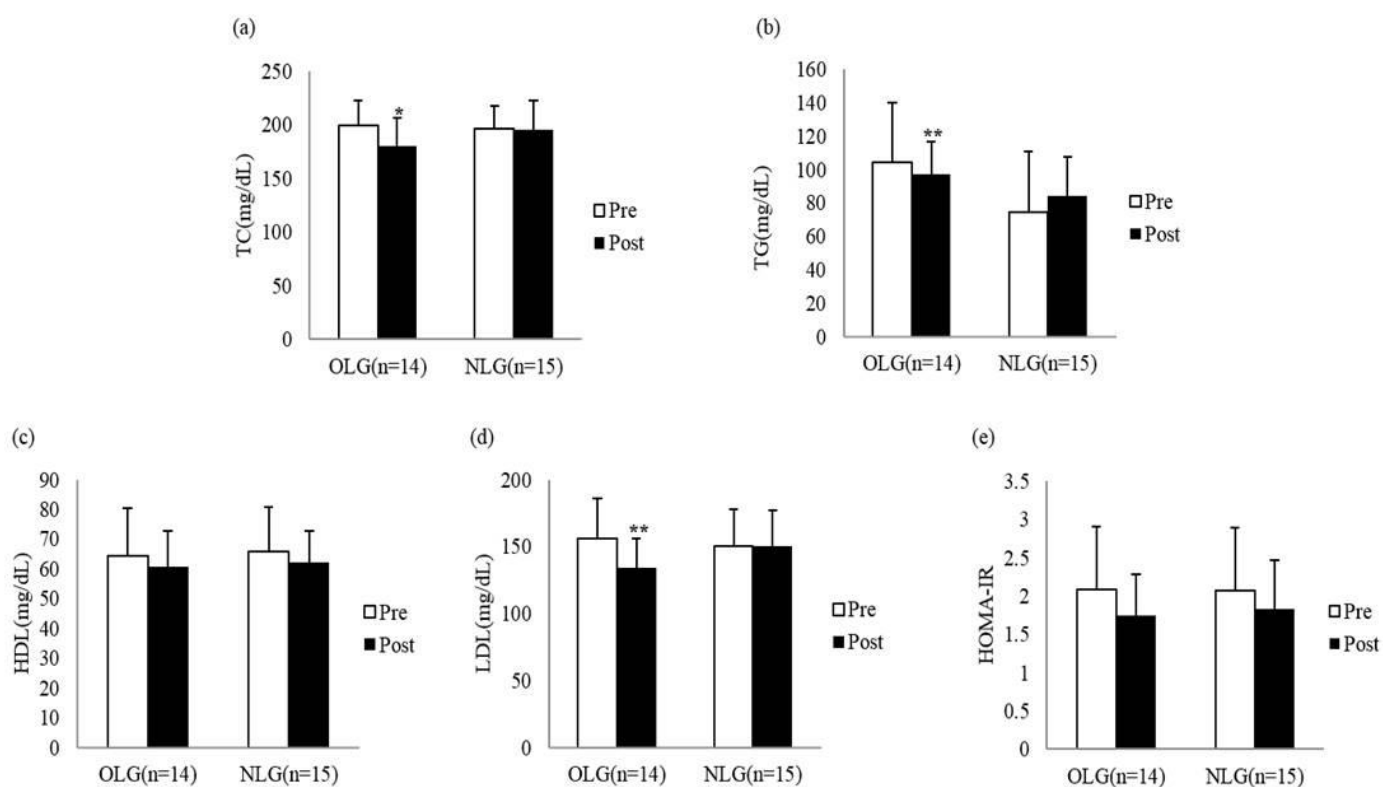 (a)
TC(mg/dL)
250
200
150
100
50
0
*
OLG(n=14) NLG(n=15)
Pre
Post
(b)
TG(mg/dL)
160
140
120
100
80
60
40
20
0
**
OLG(n=14) NLG(n=15)
Pre
Post
(c)
HDL(mg/dL)
90
80
70
60
50
40
30
20
10
0
OLG(n=14) NLG(n=15)
Pre
Post
(d)
LDL(mg/dL)
200
150
100
50
0
**
OLG(n=14) NLG(n=15)
Pre
Post
(e)
HOMA-IR
3.5
3
2.5
2
1.5
1
0.5
0
OLG(n=14) NLG(n=15)
Pre
Post